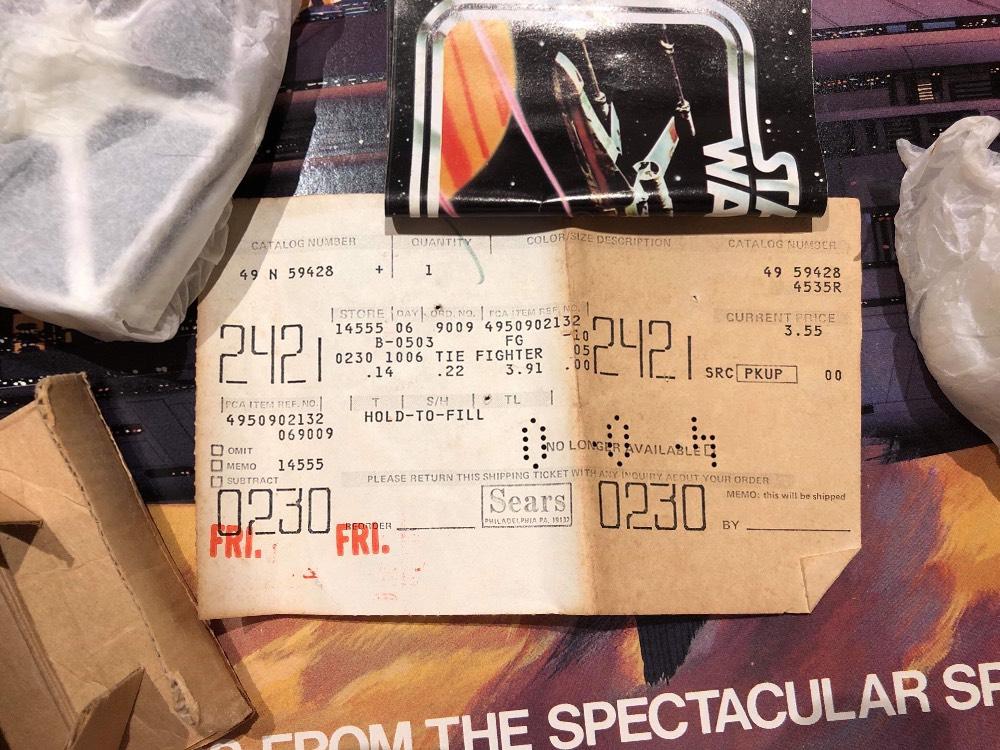 STAR
WARS
CATALOG NUMBER QUANTITY COLOR/SIZE DESCRIPTION CATALOG NUMBER
49 N 59428 + 1 49 59428
4535R
STORE DAY ORD. NO. FCA ITEM REF. NO. CURRENT PRICE
14555 06 9009 4950902132 3.55
2421 B-0503 FG -10 2421
0230 1006 TIE FIGHTER 05
.14 .22 3.91 .00 SRC PKUP 00
FCA ITEM REF. NO. T S/H TL
4950902132 HOLD-TO-FILL
069009
OMIT NO LONGER AVAILABLE
MEMO 14555
SUBTRACT PLEASE RETURN THIS SHIPPING TICKET WITH ANY INQUIRY ABOUT YOUR ORDER
0230 REORDER Sears 0230 MEMO: this will be shipped
PHILADELPHIA PA. 19132 BY
FRI. FRI.
FROM THE SPECTACULAR SP